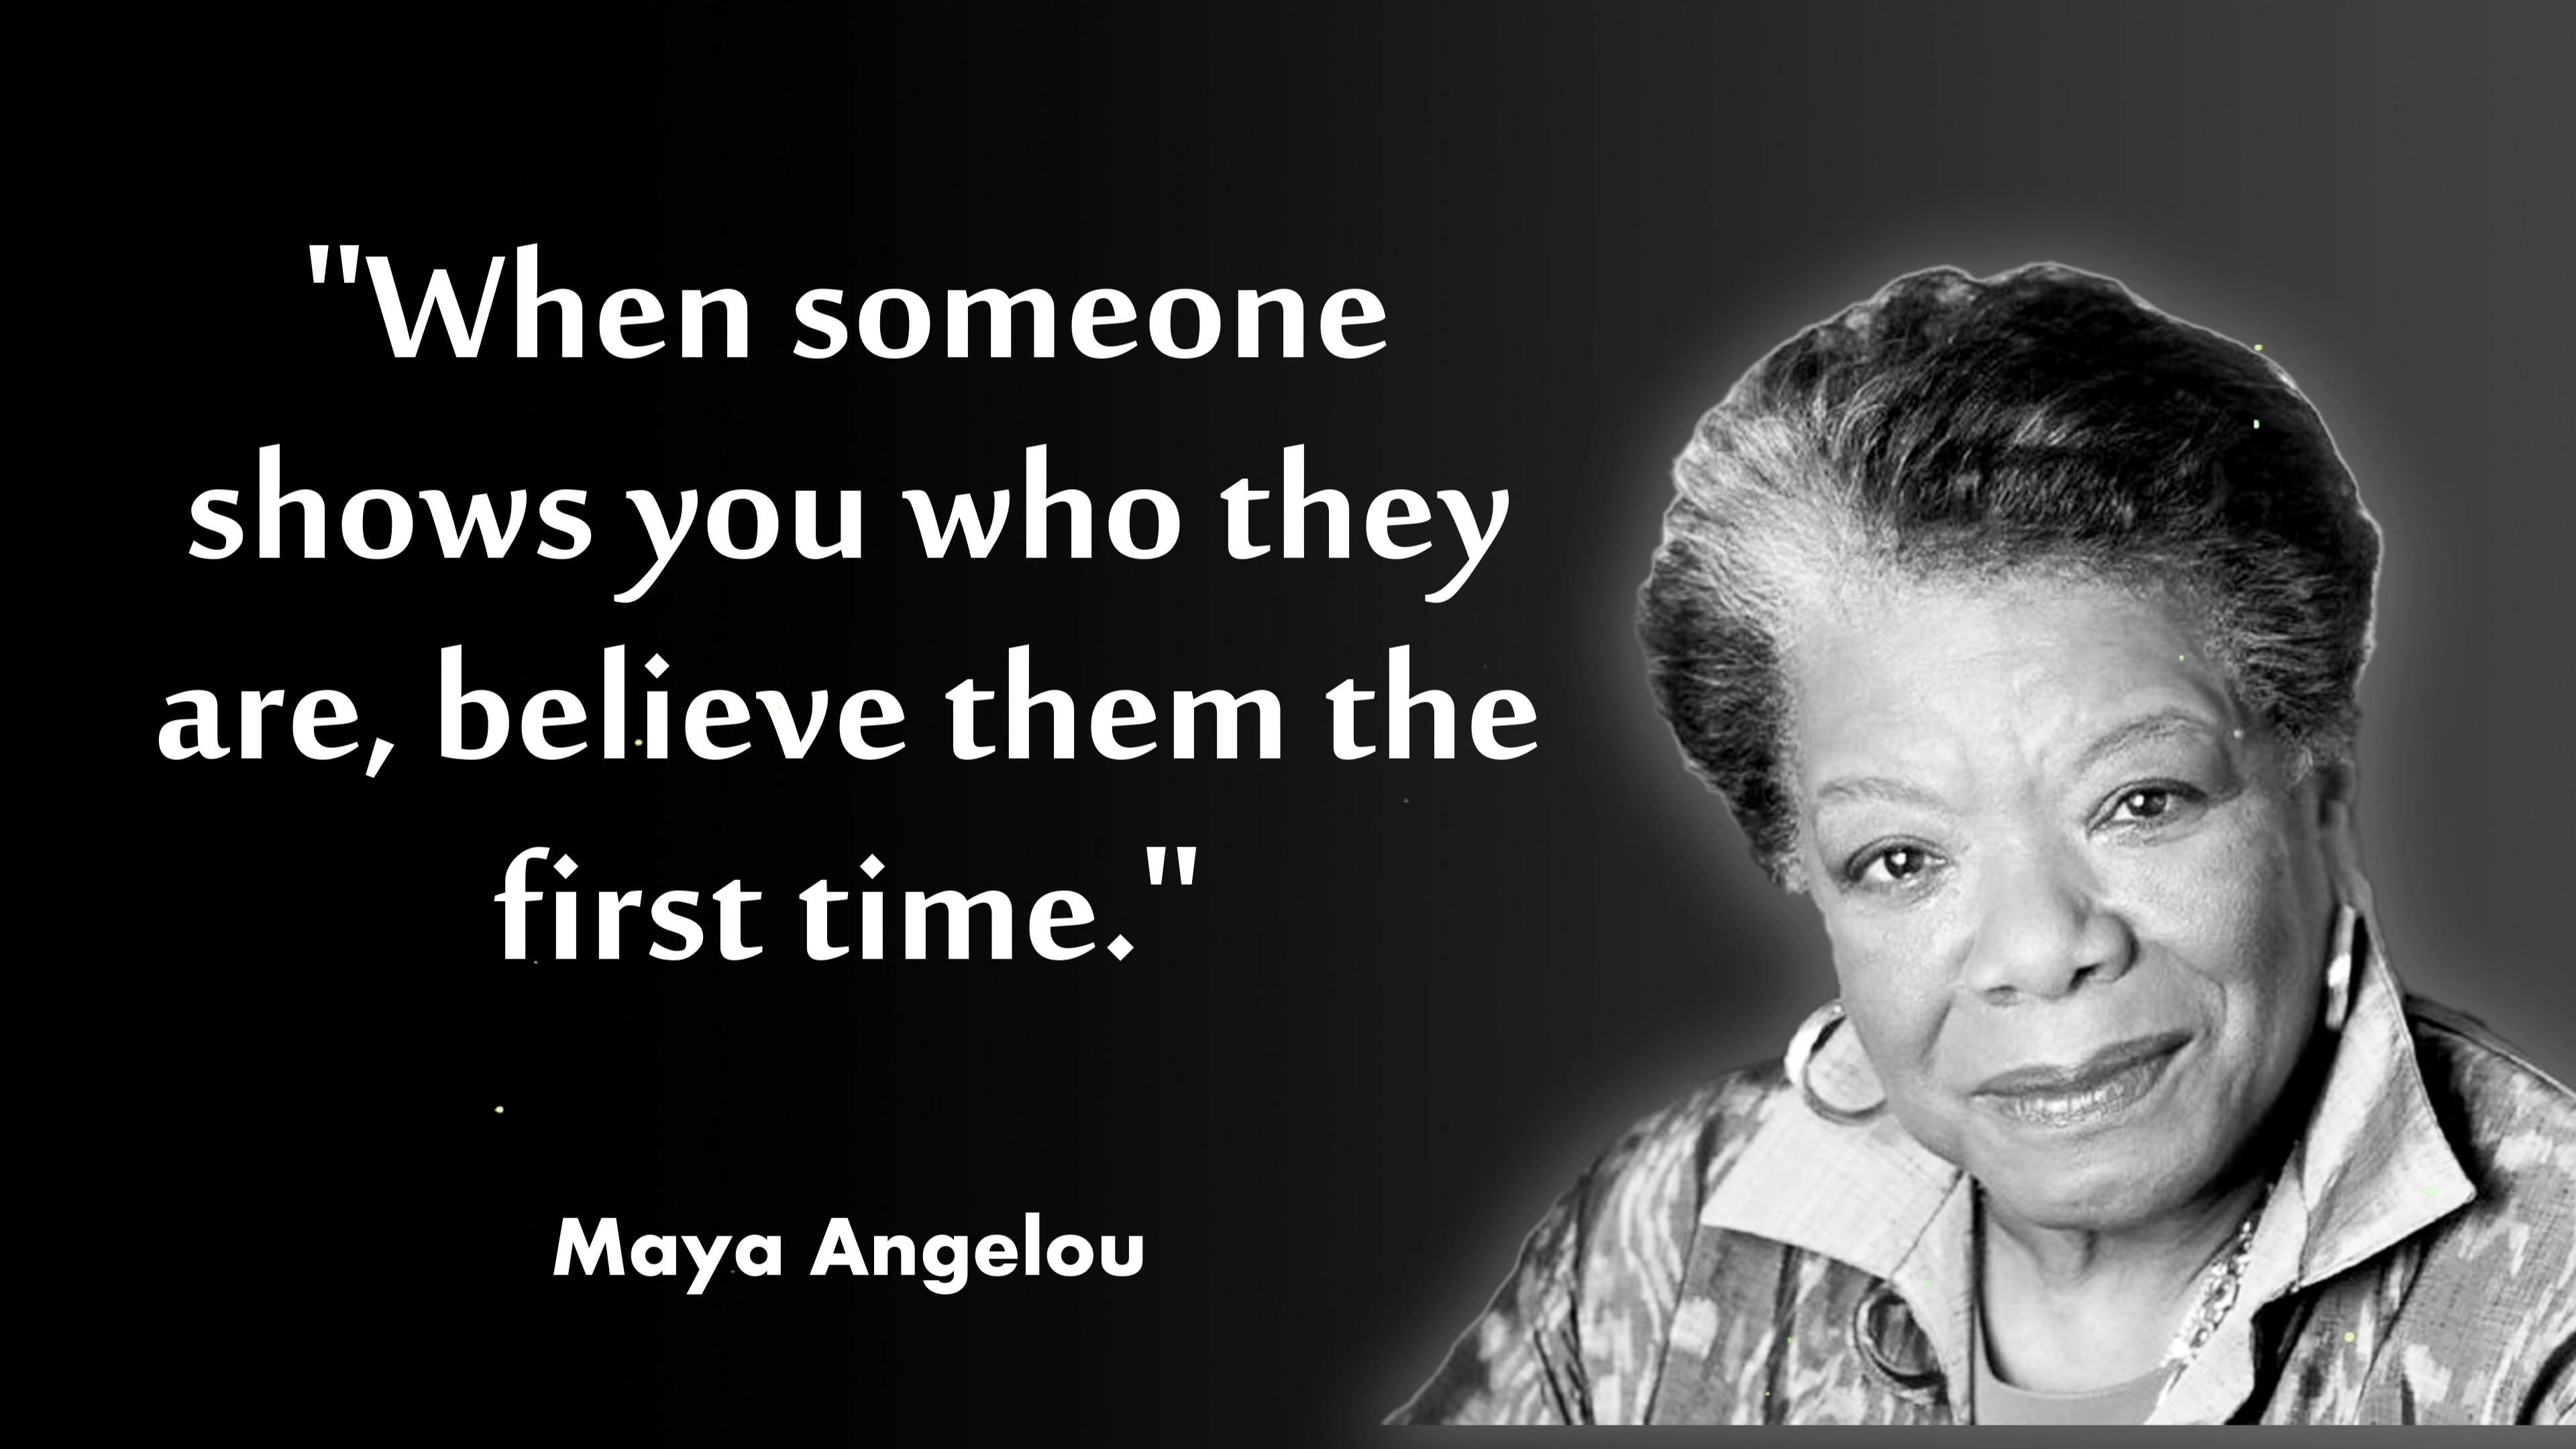 "When someone
shows you who they
are, believe them the
first time."
Maya Angelou